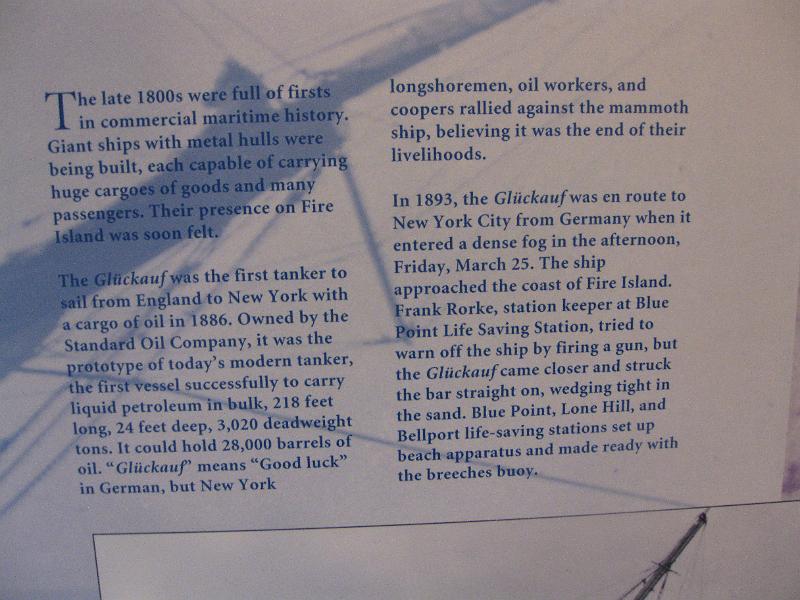 The late 1800s were full of firsts
in commercial maritime history.
Giant ships with metal hulls were
being built, each capable of carrying
huge cargoes of goods and many
passengers. Their presence on Fire
Island was soon felt.
The Glückauf was the first tanker to
sail from England to New York with
a cargo of oil in 1886. Owned by the
Standard Oil Company, it was the
prototype of today's modern tanker,
the first vessel successfully to carry
liquid petroleum in bulk, 218 feet
long, 24 feet deep, 3,020 deadweight
tons. It could hold 28,000 barrels of
oil. “Glückauf” means “Good luck”
in German, but New York
longshoremen, oil workers, and
coopers rallied against the mammoth
ship, believing it was the end of their
livelihoods.
In 1893, the Glückauf was en route to
New York City from Germany when it
entered a dense fog in the afternoon,
Friday, March 25. The ship
approached the coast of Fire Island.
Frank Rorke, station keeper at Blue
Point Life Saving Station, tried to
warn off the ship by firing a gun, but
the Glückauf came closer and struck
the bar straight on, wedging tight in
the sand. Blue Point, Lone Hill, and
Bellport life-saving stations set up
beach apparatus and made ready with
the breeches buoy.